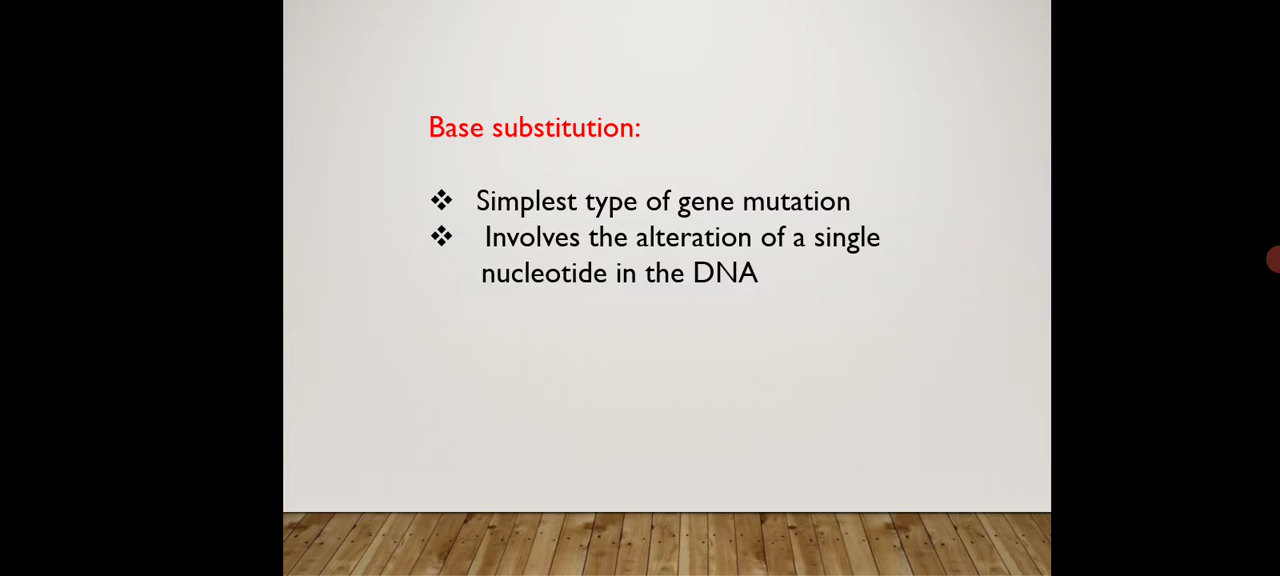 Base substitution:
❖ Simplest type of gene mutation
❖ Involves the alteration of a single
nucleotide in the DNA